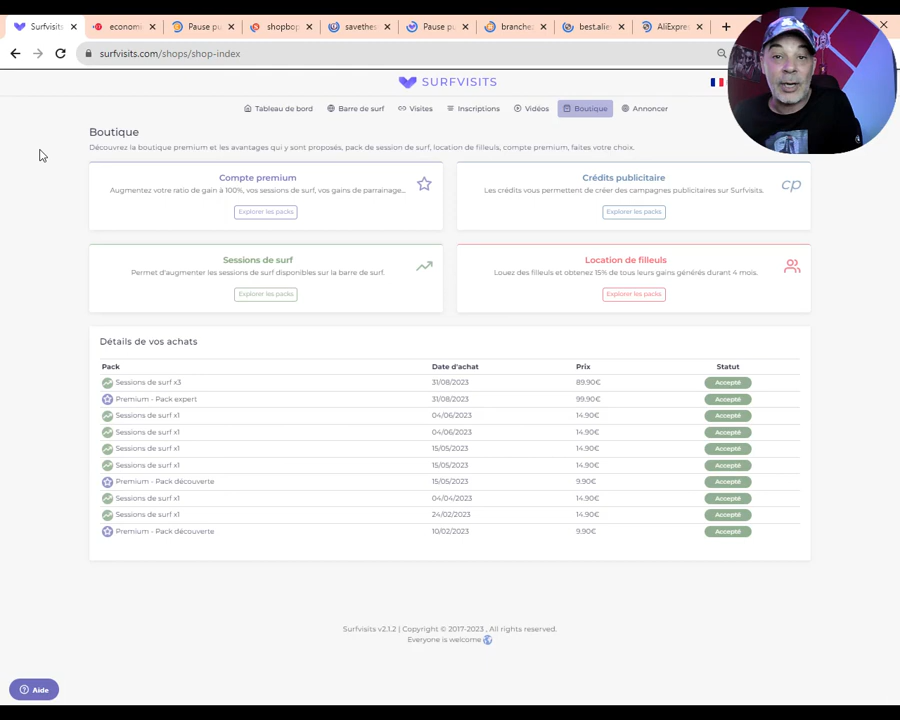 Surfvisits
economi
Pause pu
shopbop
savethes
Pause p
branches
best.alie
AliExpres
surfvisits.com/shops/shop-index
SURFVISITS
Tableau de bord
Barre de surf
Visites
Inscriptions
Vidéos
Boutique
Annoncer
Boutique
Découvrez la boutique premium et les avantages qui y sont proposés, pack de session de surf, location de filleuls, compte premium, faites votre choix.
Compte premium
Augmentez votre ratio de gain à 100%, vos sessions de surf, vos gains de parrainage...
Explorer les packs
Crédits publicitaire
cp
Les crédits vous permettent de créer des campagnes publicitaires sur Surfvisits.
Explorer les packs
Sessions de surf
Permet d'augmenter les sessions de surf disponibles sur la barre de surf.
Explorer les packs
Location de filleuls
Louez des filleuls et obtenez 15% de tous leurs gains générés durant 4 mois.
Explorer les packs
Détails de vos achats
Pack Date d'achat Prix Statut
Sessions de surf x3 31/08/2023 89.90€ Accepté
Premium - Pack expert 31/08/2023 99.90€ Accepté
Sessions de surf x1 04/06/2023 14.90€ Accepté
Sessions de surf x1 04/06/2023 14.90€ Accepté
Sessions de surf x1 15/05/2023 14.90€ Accepté
Sessions de surf x1 15/05/2023 14.90€ Accepté
Premium - Pack découverte 15/05/2023 9.90€ Accepté
Sessions de surf x1 04/04/2023 14.90€ Accepté
Sessions de surf x1 24/02/2023 14.90€ Accepté
Premium - Pack découverte 10/02/2023 9.90€ Accepté
Surfvisits v2.1.2 | Copyright © 2017-2023 , All rights reserved.
Everyone is welcome
Aide